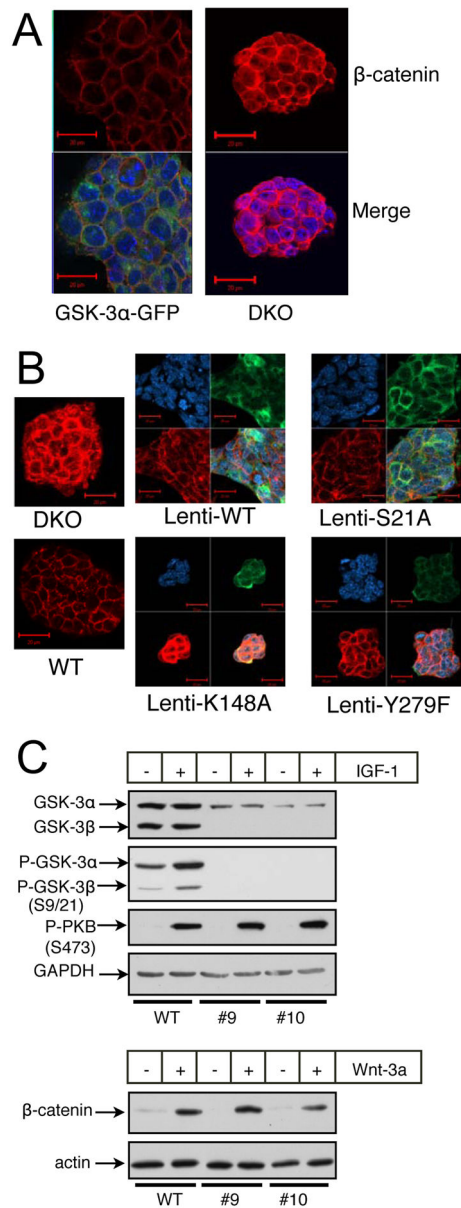 A
β-catenin
Merge
GSK-3α-GFP
DKO
B
DKO
Lenti-WT
Lenti-S21A
WT
Lenti-K148A
Lenti-Y279F
C
- + - + - + IGF-1
GSK-3α
GSK-3β
P-GSK-3α
P-GSK-3β
(S9/21)
P-PKB
(S473)
GAPDH
WT #9 #10
- + - + - + Wnt-3a
β-catenin
actin
WT #9 #10